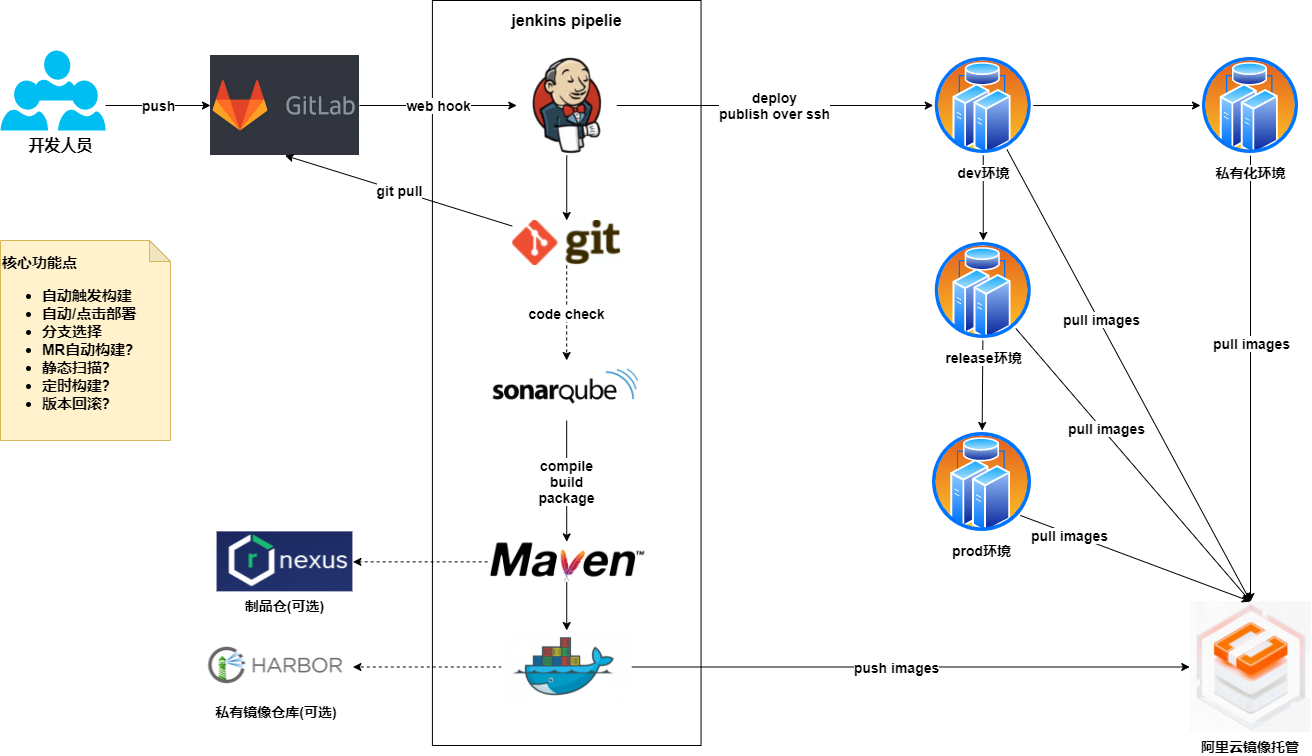 jenkins pipelie
开发人员
push
GitLab
web hook
deploy
publish over ssh
dev环境
私有化环境
git pull
git
核心功能点
自动触发构建
自动/点击部署
分支选择
MR自动构建?
静态扫描?
定时构建?
版本回滚?
code check
sonarqube
release环境
pull images
pull images
pull images
compile
build
package
prod环境
pull images
r nexus
制品仓(可选)
Maven™
HARBOR
私有镜像仓库(可选)
push images
阿里云镜像托管